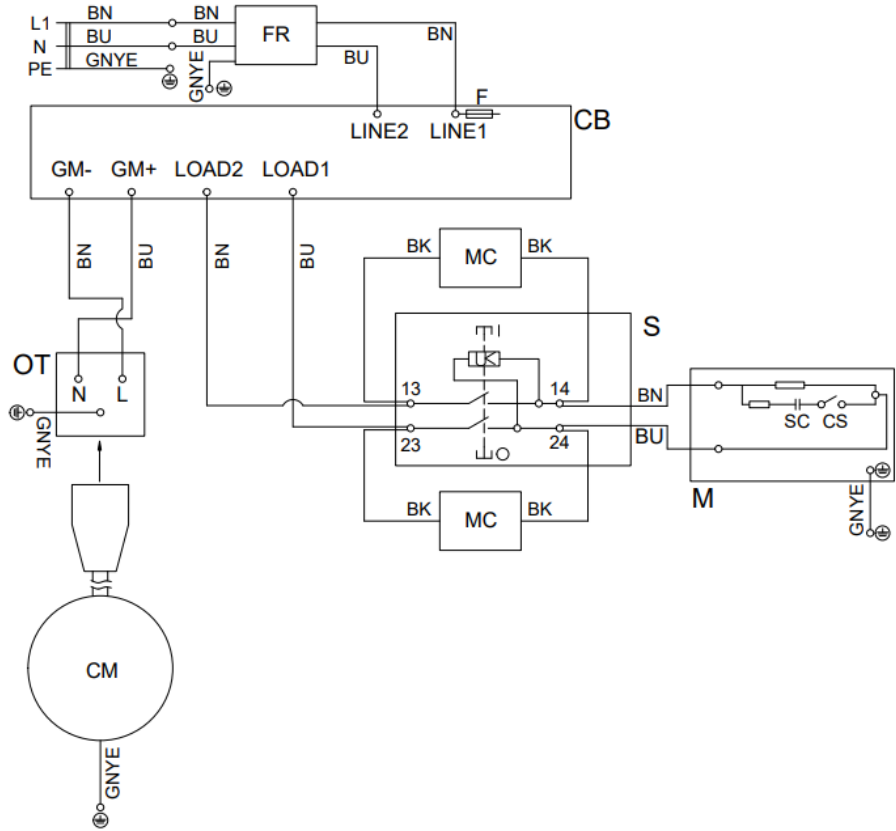 L1 BN BN
N BU BU
PE GNYE
GNYE
FR
BN
BU
F
CB
LINE2 LINE1
GM- GM+ LOAD2 LOAD1
BN BU BN BU
BK MC BK
S
I
U<
OT
N L
GNYE
13 14
23 24
O
BN
BU
SC CS
M
GNYE
BK MC BK
CM
GNYE